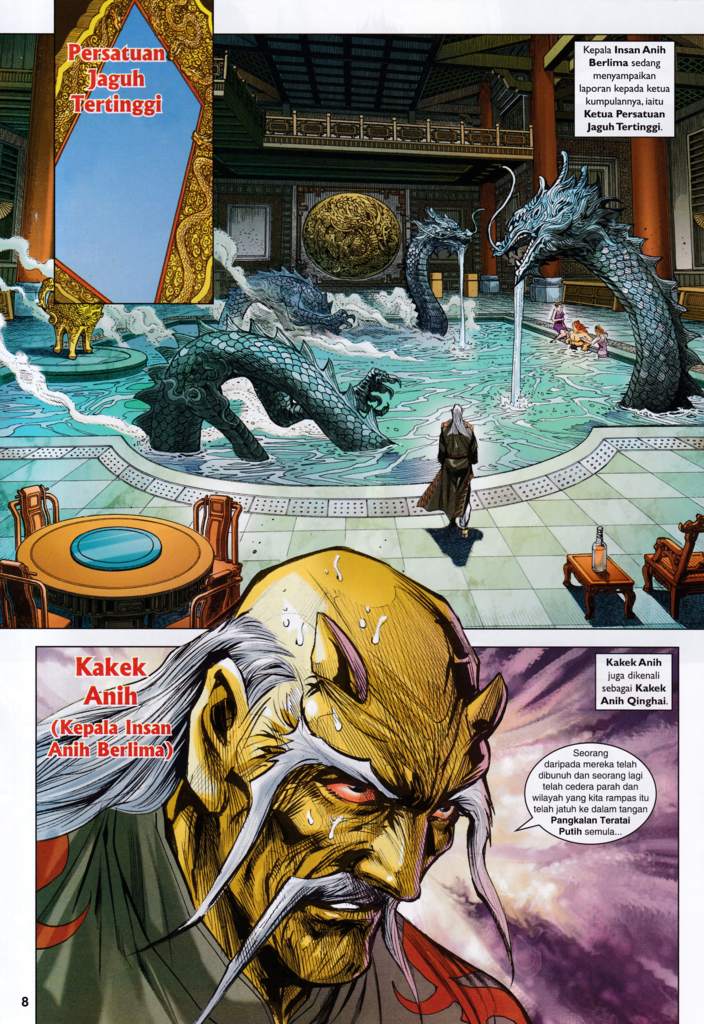 Persatuan
Jaguh
Tertinggi
Kepala Insan Anih
Berlima sedang
menyampaikan
laporan kepada ketua
kumpulannya, iaitu
Ketua Persatuan
Jaguh Tertinggi.
Kakek
Anih
(Kepala Insan
Anih Berlima)
Kakek Anih
juga dikenali
sebagai Kakek
Anih Qinghai.
Seorang
daripada mereka telah
dibunuh dan seorang lagi
telah cedera parah dan
wilayah yang kita rampas itu
telah jatuh ke dalam tangan
Pangkalan Teratai
Putih semula...
8